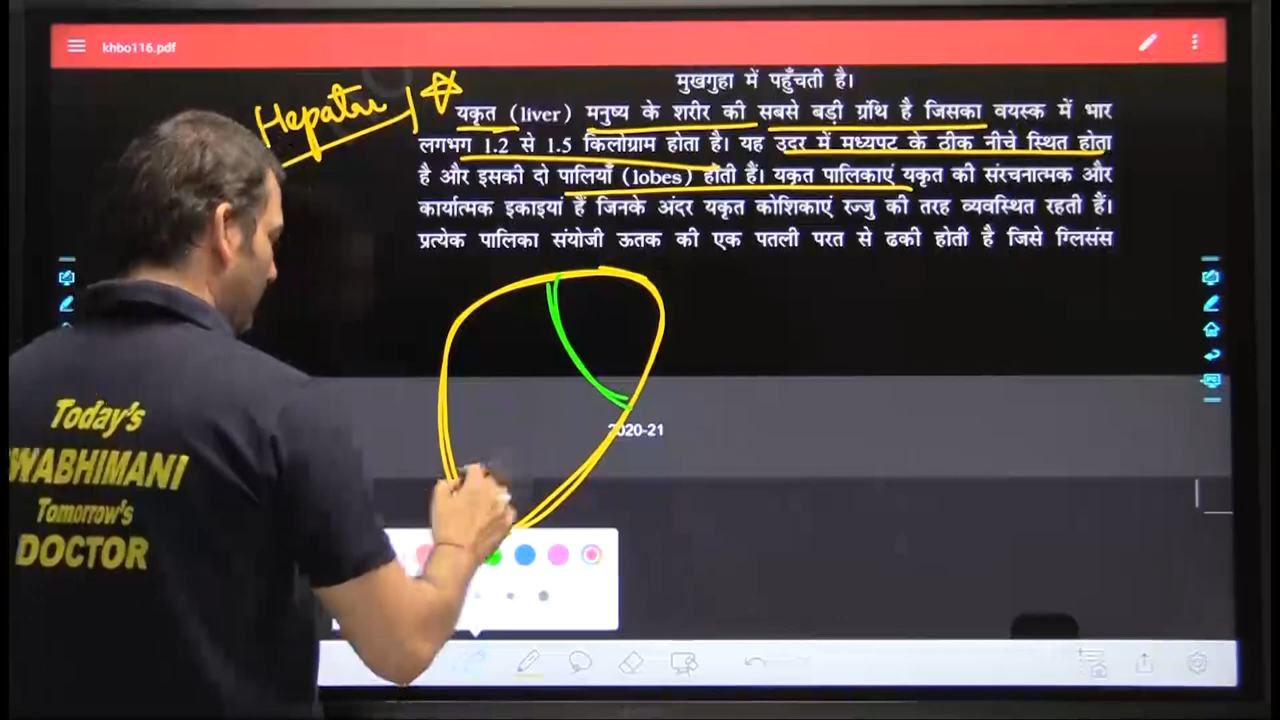 khbo116.pdf
मुखगुहा में पहुँचती है।
यकृत (liver) मनुष्य के शरीर की सबसे बड़ी ग्रंथि है जिसका वयस्क में भार
लगभग 1.2 से 1.5 किलोग्राम होता है। यह उदर में मध्यपट के ठीक नीचे स्थित होता
है और इसकी दो पालियाँ (lobes) होती हैं। यकृत पालिकाएं यकृत की संरचनात्मक और
कार्यात्मक इकाइयां हैं जिनके अंदर यकृत कोशिकाएं रज्जु की तरह व्यवस्थित रहती हैं।
प्रत्येक पालिका संयोजी ऊतक की एक पतली परत से ढकी होती है जिसे ग्लिसंस
2020-21
Today's
WABHIMANI
Tomorrow's
DOCTOR